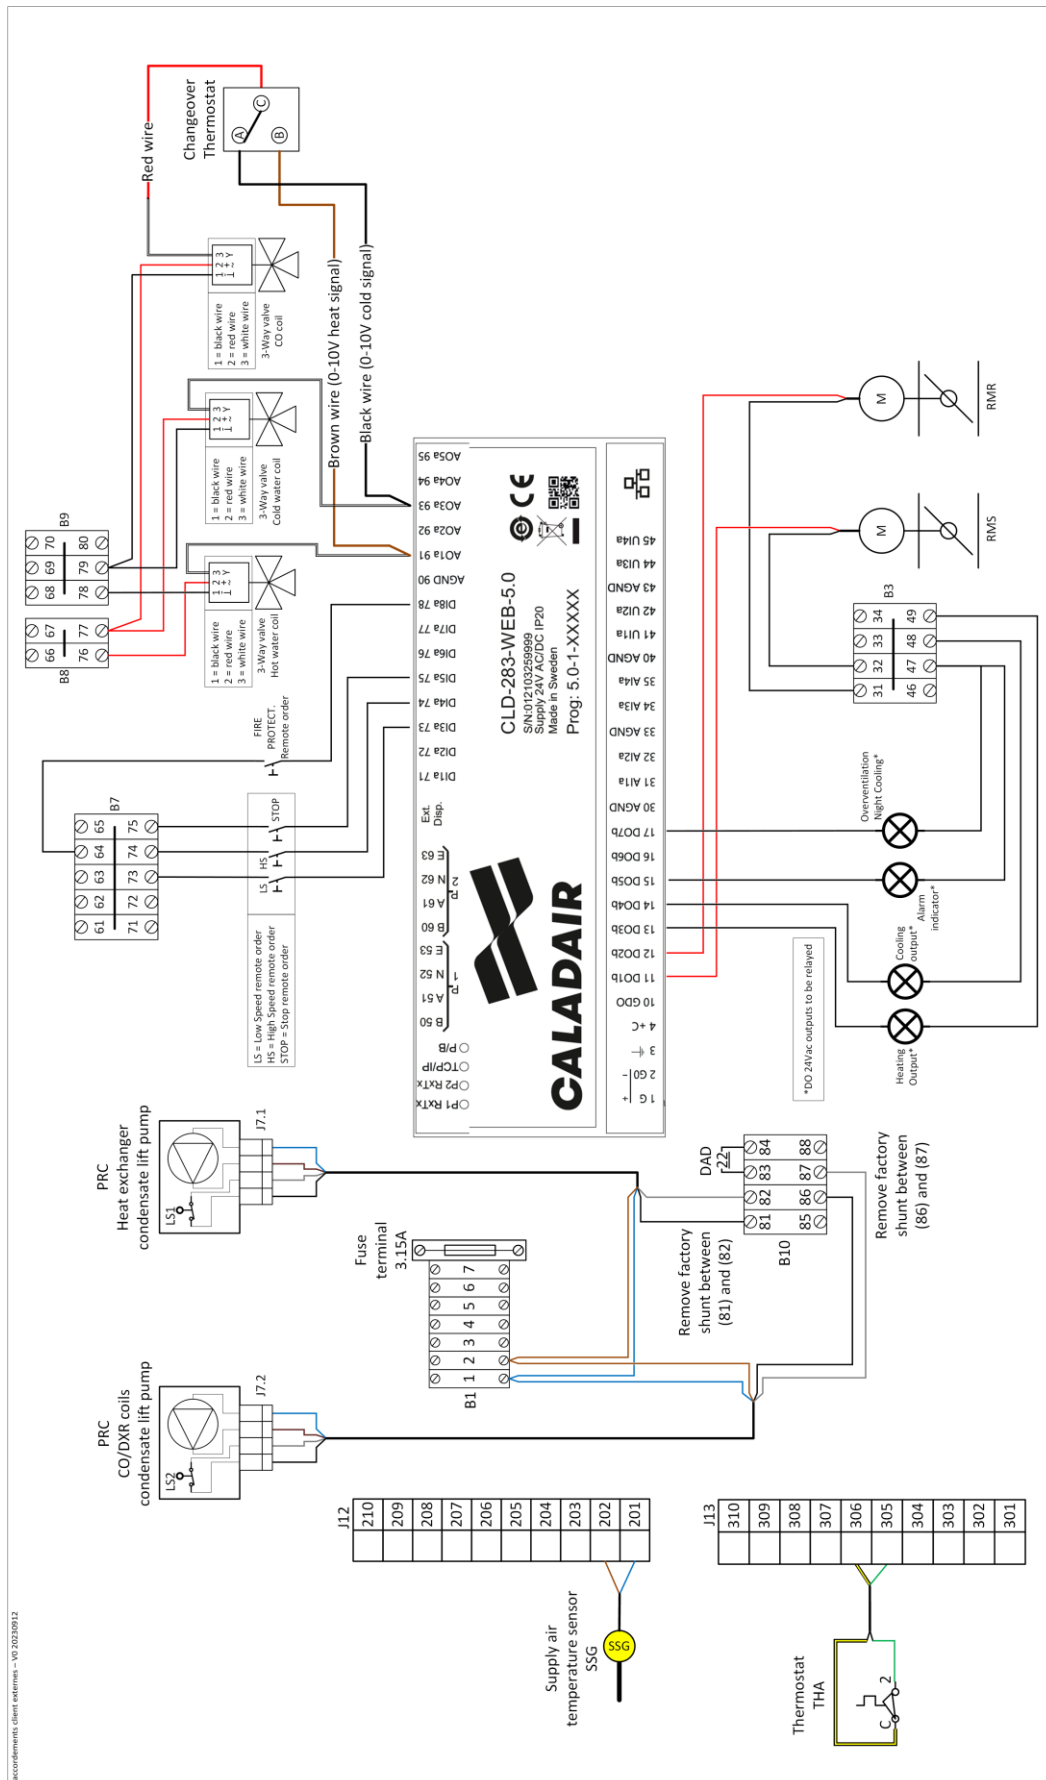 accordements client externes – V0 20230912
PRC
CO/DXR coils
condensate lift pump
LS2
J7.2
PRC
Heat exchanger
condensate lift pump
LS1
J7.1
Fuse
terminal
3.15A
1
2
3
4
5
6
7
B1
LS = Low Speed remote order
HS = High Speed remote order
STOP = Stop remote order
LS
HS
STOP
B7
61
62
63
64
65
71
72
73
74
75
FIRE
PROTECT.
Remote order
B8
66
67
76
77
B9
68
69
70
78
79
80
1 = black wire
2 = red wire
3 = white wire
3-Way valve
Hot water coil
1 2 3
⊥ + Y
~
1 = black wire
2 = red wire
3 = white wire
3-Way valve
Cold water coil
1 2 3
⊥ + Y
~
1 = black wire
2 = red wire
3 = white wire
3-Way valve
CO coil
1 2 3
⊥ + Y
~
Red wire
Changeover
Thermostat
A
B
C
Brown wire (0-10V heat signal)
Black wire (0-10V cold signal)
P1 RxTx
P2 RxTx
TCP/IP
P/B
B 50
A 51
N 52
E 53
P
1
B 60
A 61
N 62
E 63
P
2
Ext.
Disp.
DI1a 71
DI2a 72
DI3a 73
DI4a 74
DI5a 75
DI6a 76
DI7a 77
DI8a 78
AGND 90
AO1a 91
AO2a 92
AO3a 93
AO4a 94
AO5a 95
CALADAIR
CLD-283-WEB-5.0
S/N:012103259999
Supply 24V AC/DC IP20
Made in Sweden
Prog: 5.0-1-XXXXX
CE
1 G
+
2 G0
−
3
4 +C
10 GDO
11 DO1b
12 DO2b
13 DO3b
14 DO4b
15 DO5b
16 DO6b
17 DO7b
30 AGND
31 AI1a
32 AI2a
33 AGND
34 AI3a
35 AI4a
40 AGND
41 UI1a
42 UI2a
43 AGND
44 UI3a
45 UI4a
J12
210
209
208
207
206
205
204
203
202
201
Supply air
temperature sensor
SSG
SSG
J13
310
309
308
307
306
305
304
303
302
301
Thermostat
THA
C
2
Remove factory
shunt between
(81) and (82)
B10
81
82
83
84
85
86
87
88
DAD
22
Remove factory
shunt between
(86) and (87)
*DO 24Vac outputs to be relayed
Heating
Output*
Cooling
output*
Alarm
indicator*
Overventilation
Night Cooling*
B3
31
32
33
34
46
47
48
49
M
RMS
M
RMR